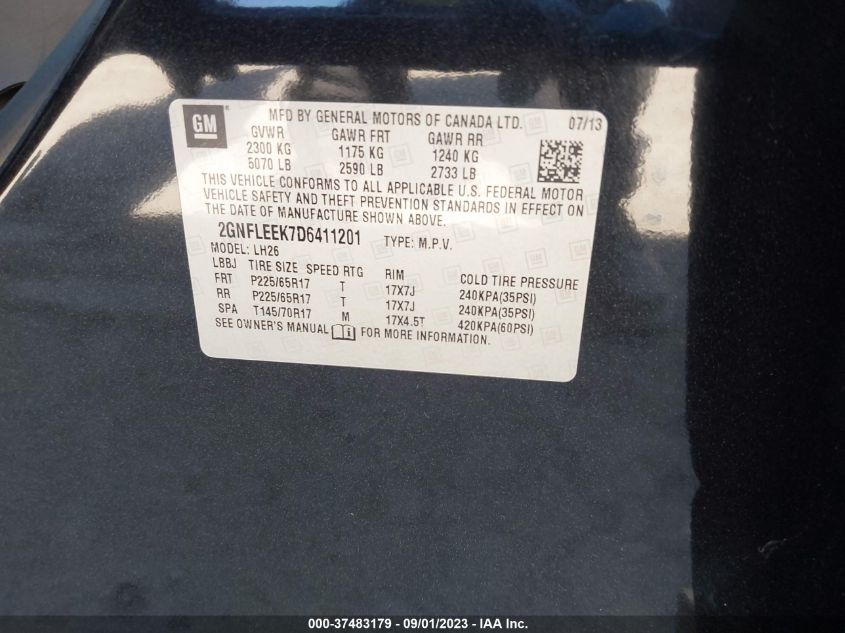 GM MFD BY GENERAL MOTORS OF CANADA LTD. 07/13
GVWR GAWR FRT GAWR RR
2300 KG 1175 KG 1240 KG
5070 LB 2590 LB 2733 LB
THIS VEHICLE CONFORMS TO ALL APPLICABLE U.S. FEDERAL MOTOR
VEHICLE SAFETY AND THEFT PREVENTION STANDARDS IN EFFECT ON
THE DATE OF MANUFACTURE SHOWN ABOVE.
2GNFLEEK7D6411201 TYPE: M.P.V.
MODEL: LH26
LBBJ TIRE SIZE SPEED RTG RIM COLD TIRE PRESSURE
FRT P225/65R17 T 17X7J 240KPA(35PSI)
RR P225/65R17 T 17X7J 240KPA(35PSI)
SPA T145/70R17 M 17X4.5T 420KPA(60PSI)
SEE OWNER'S MANUAL FOR MORE INFORMATION.
000-37483179 - 09/01/2023 - IAA Inc.